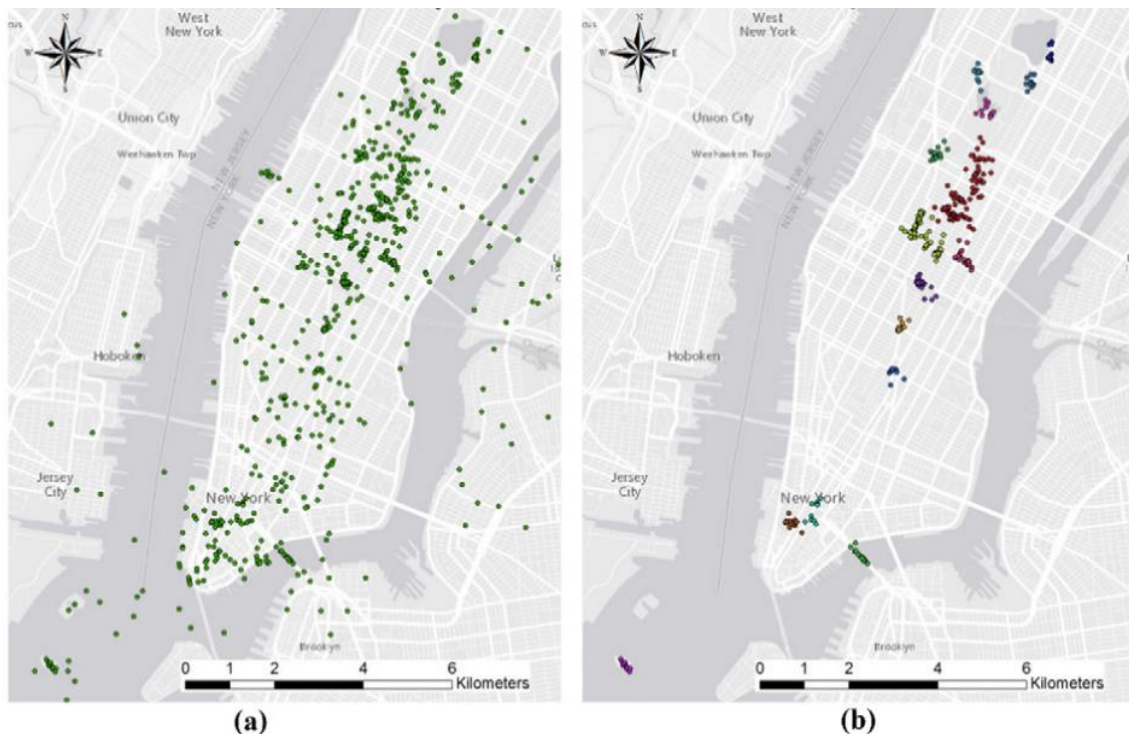 West
New York
N
W
E
S
Union City
Weehawken Twp
NEW JERSEY
NEW YORK
Hoboken
Jersey
City
New York
Brooklyn
0 1 2 4 6
Kilometers
(a)
West
New York
N
W
E
S
Union City
Weehawken Twp
NEW JERSEY
NEW YORK
Hoboken
Jersey
City
New York
Brooklyn
0 1 2 4 6
Kilometers
(b)